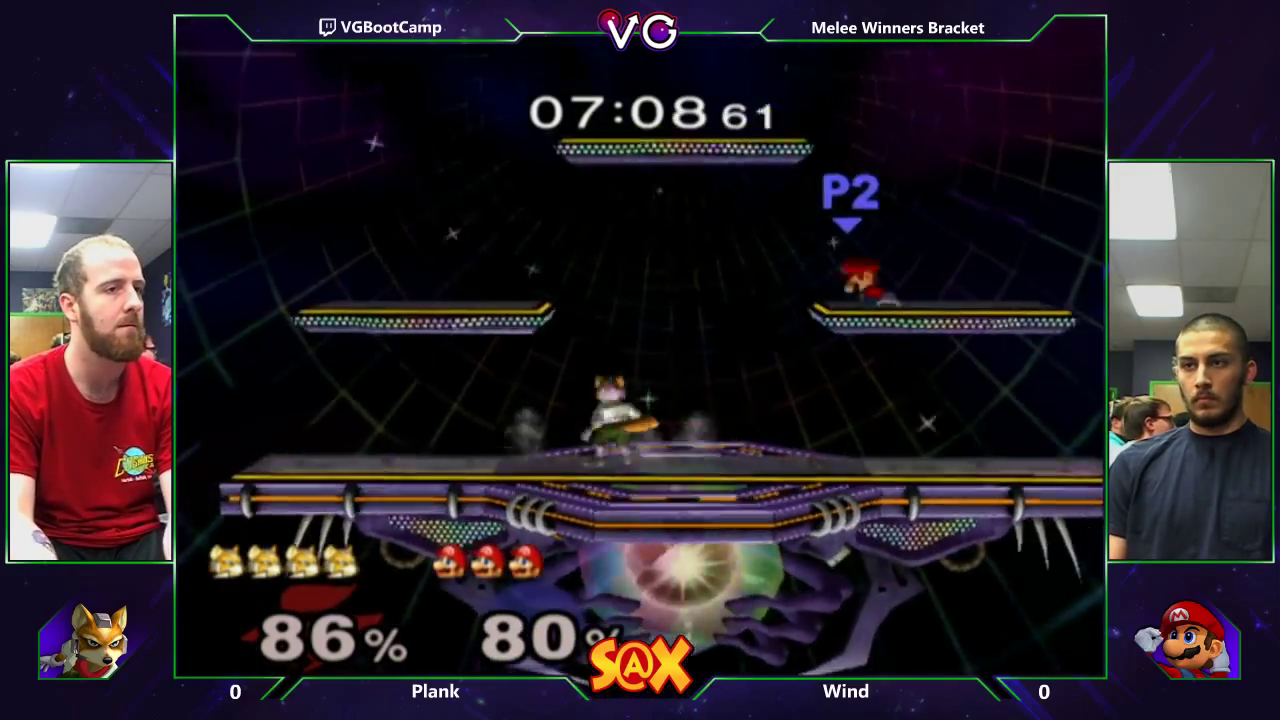 VGBootCamp
VG
Melee Winners Bracket
07:08 61
P2
86%
80%
S@X
0
Plank
Wind
0